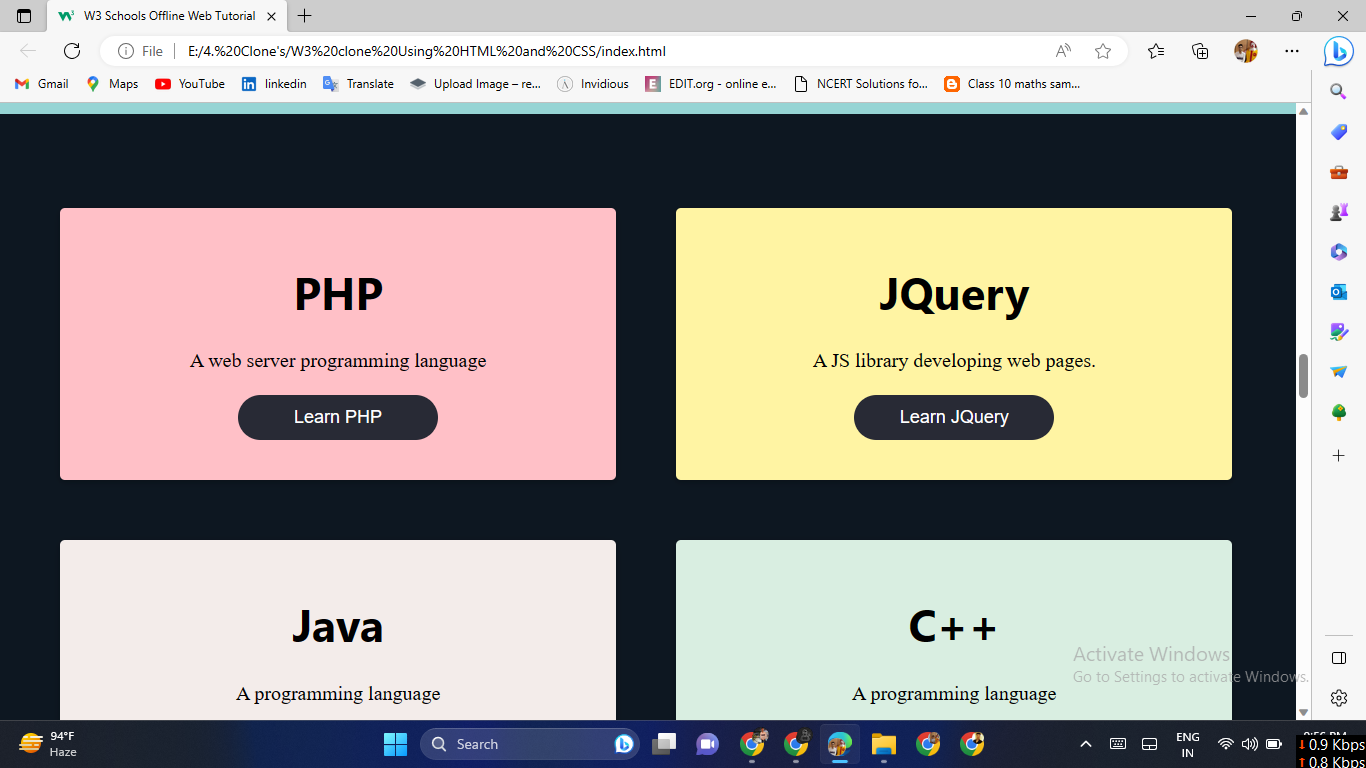 W3 Schools Offline Web Tutorial
File
E:/4.%20Clone's/W3%20clone%20Using%20HTML%20and%20CSS/index.html
Gmail
Maps
YouTube
linkedin
Translate
Upload Image – re...
Invidious
EDIT.org - online e...
NCERT Solutions fo...
Class 10 maths sam...
PHP
A web server programming language
Learn PHP
JQuery
A JS library developing web pages.
Learn JQuery
Java
A programming language
C++
A programming language
Activate Windows
Go to Settings to activate Windows.
94°F
Haze
Search
ENG
IN
0.9 Kbps
0.8 Kbps